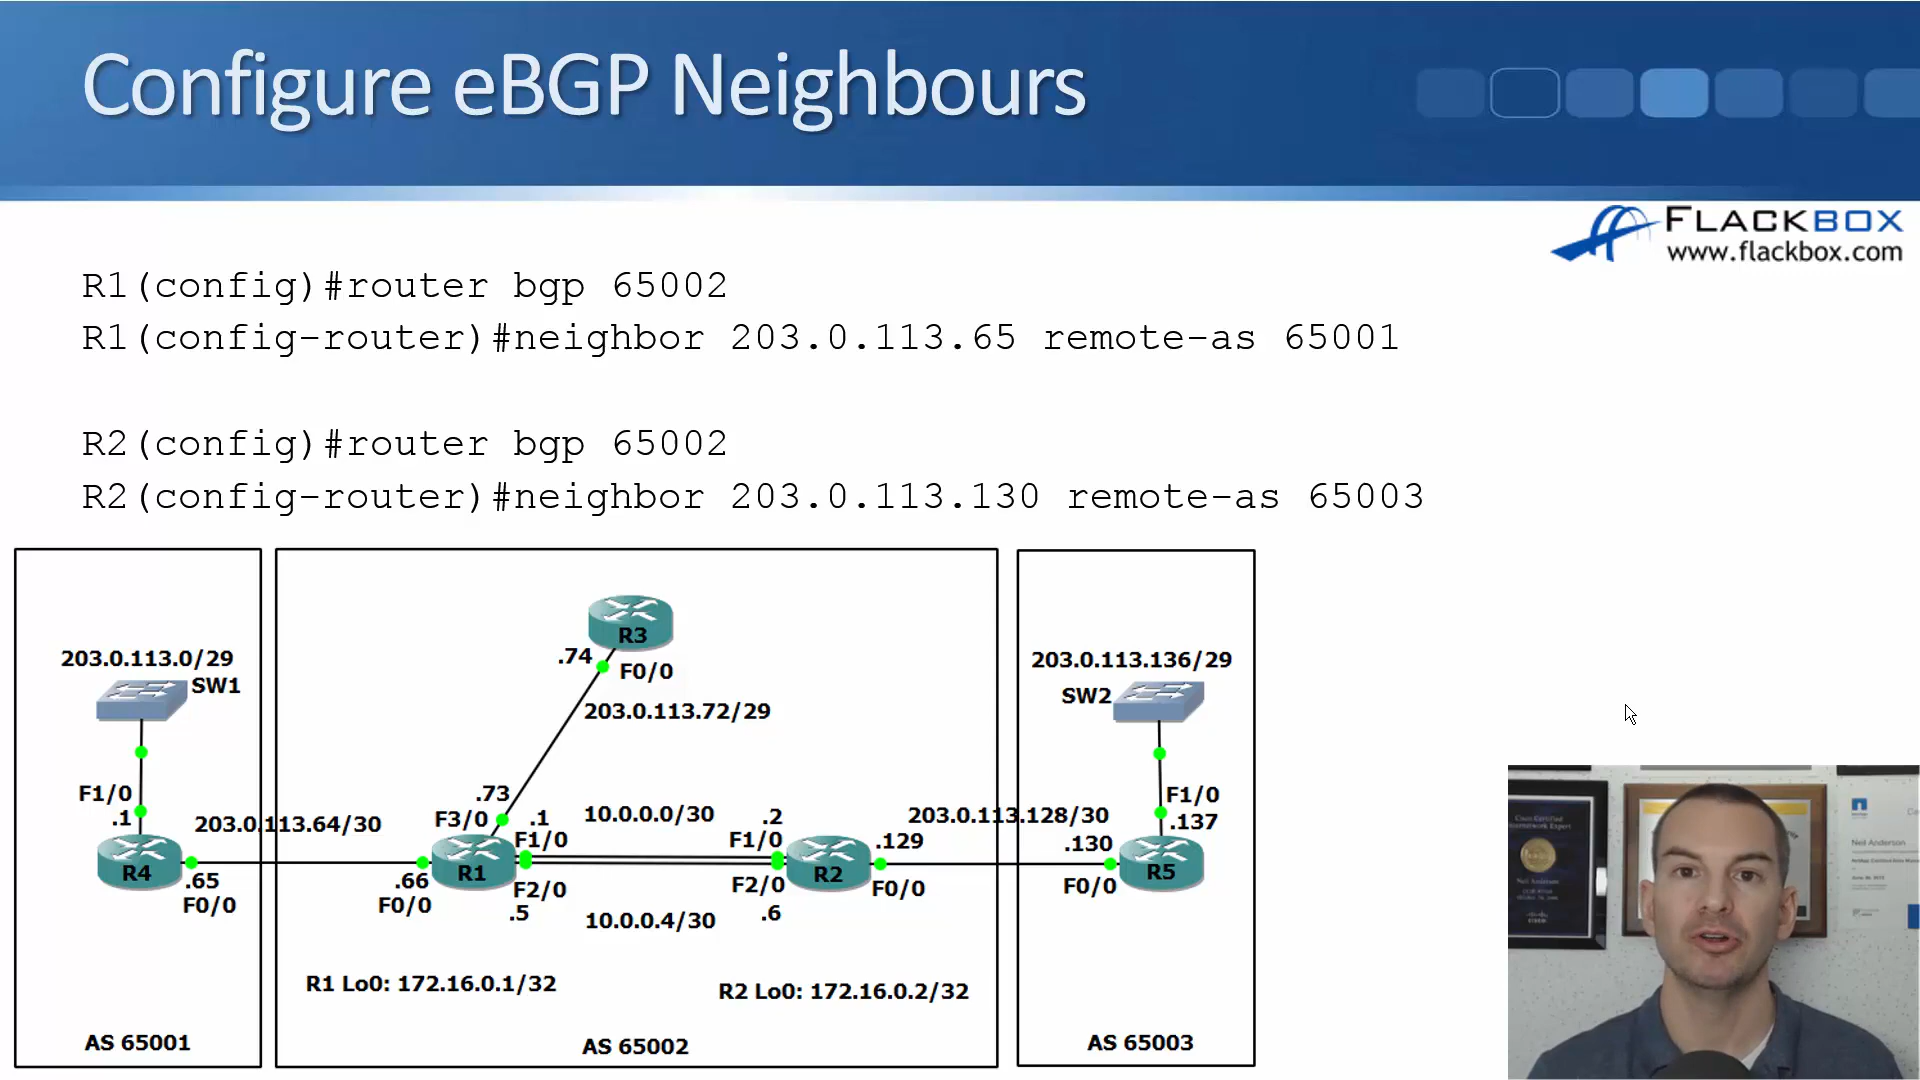 Configure eBGP Neighbours
FLACKBOX
www.flackbox.com
R1(config)#router bgp 65002
R1(config-router)#neighbor 203.0.113.65 remote-as 65001
R2(config)#router bgp 65002
R2(config-router)#neighbor 203.0.113.130 remote-as 65003
203.0.113.0/29
SW1
F1/0
.1
203.0.113.64/30
R4
.65
F0/0
AS 65001
R3
.74
F0/0
203.0.113.72/29
.73
F3/0
.1
F1/0
10.0.0.0/30
.2
F1/0
.66
F0/0
R1
F2/0
.5
10.0.0.4/30
F2/0
.6
R2
.129
F0/0
R1 Lo0: 172.16.0.1/32
R2 Lo0: 172.16.0.2/32
AS 65002
203.0.113.136/29
SW2
F1/0
.137
203.0.113.128/30
.130
F0/0
R5
AS 65003
Neil Anderson